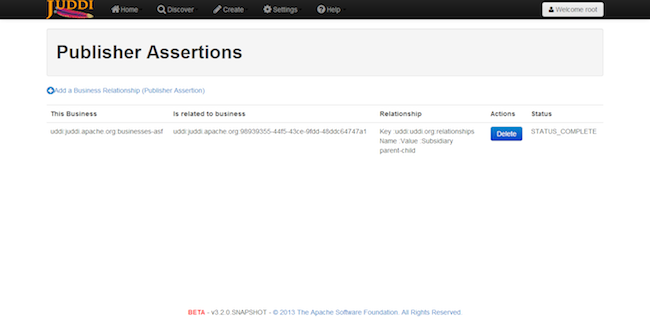 jUDDI
Home Discover Create Settings Help Welcome root
Publisher Assertions
Add a Business Relationship (Publisher Assertion)
This Business Is related to business Relationship Actions Status
uddi:juddi.apache.org:businesses-asf uddi:juddi.apache.org:98939355-44f5-43ce-9fdd-48ddc64747a1 Key :uddi:uddi.org:relationships Delete STATUS_COMPLETE
Name :Value :Subsidiary
parent-child
BETA - v3.2.0 SNAPSHOT - © 2013 The Apache Software Foundation. All Rights Reserved.